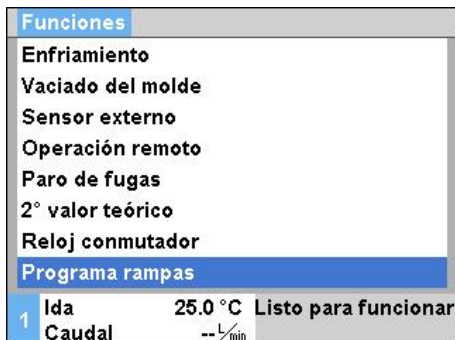 Funciones
Enfriamiento
Vaciado del molde
Sensor externo
Operación remoto
Paro de fugas
2° valor teórico
Reloj conmutador
Programa rampas
1 Ida 25.0 °C Listo para funcionar
Caudal -- L/min